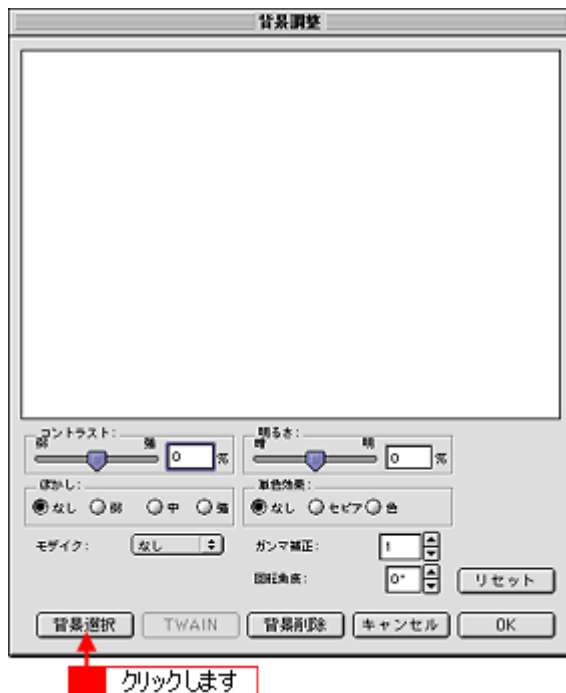 背景調整
コントラスト: 明るさ:
弱 強 0 % 暗 明 0 %
ぼかし: 単色効果:
なし 弱 中 強 なし セピア 色
モザイク: なし ガンマ補正: 1
回転角度: 0° リセット
背景選択 TWAIN 背景削除 キャンセル OK
クリックします